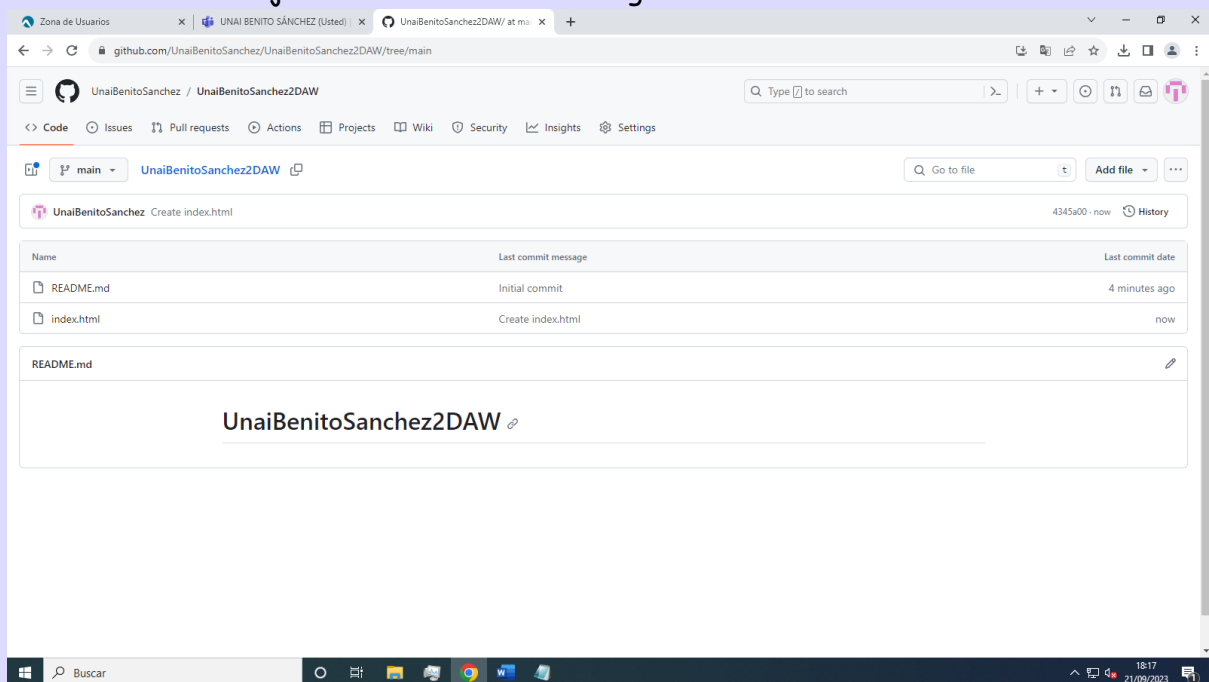 Zona de Usuarios
UNAI BENITO SÁNCHEZ (Usted) |
UnaiBenitoSanchez2DAW/ at ma
github.com/UnaiBenitoSanchez/UnaiBenitoSanchez2DAW/tree/main
UnaiBenitoSanchez / UnaiBenitoSanchez2DAW
Type / to search
Code Issues Pull requests Actions Projects Wiki Security Insights Settings
main UnaiBenitoSanchez2DAW
Go to file t Add file
UnaiBenitoSanchez Create index.html 4345a00 · now History
Name Last commit message Last commit date
README.md Initial commit 4 minutes ago
index.html Create index.html now
README.md
UnaiBenitoSanchez2DAW
Buscar
18:17
21/09/2023